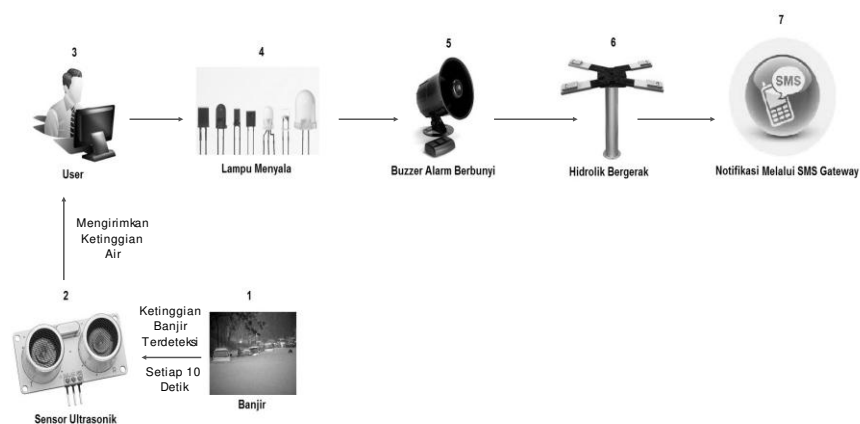 7
3
4
5
6
SMS
User
Lampu Menyala
Buzzer Alarm Berbunyi
Hidrolik Bergerak
Notifikasi Melalui SMS Gateway
Mengirimkan
Ketinggian
Air
2
1
Ketinggian
Banjir
Terdeteksi
Setiap 10
Detik
Banjir
Sensor Ultrasonik